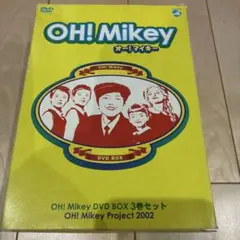 DVD
OH! Mikey
オー!マイキー
OH! MIKEY
DVD BOX
OH! Mikey DVD BOX 3巻セット
OH! Mikey Project 2002